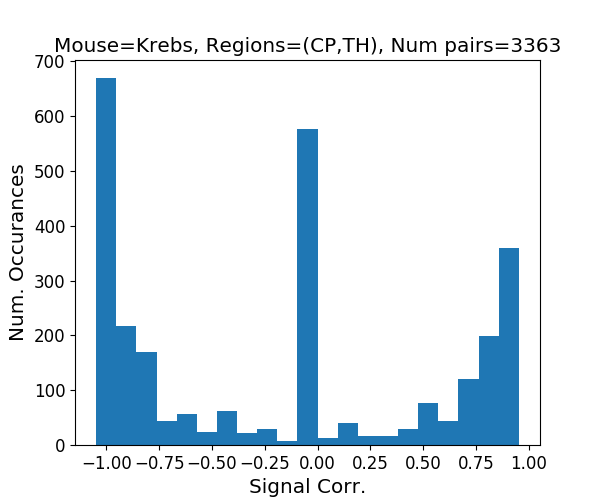 Mouse=Krebs, Regions=(CP,TH), Num pairs=3363
700
600
500
400
300
200
100
0
Num. Occurances
−1.00 −0.75 −0.50 −0.25 0.00 0.25 0.50 0.75 1.00
Signal Corr.